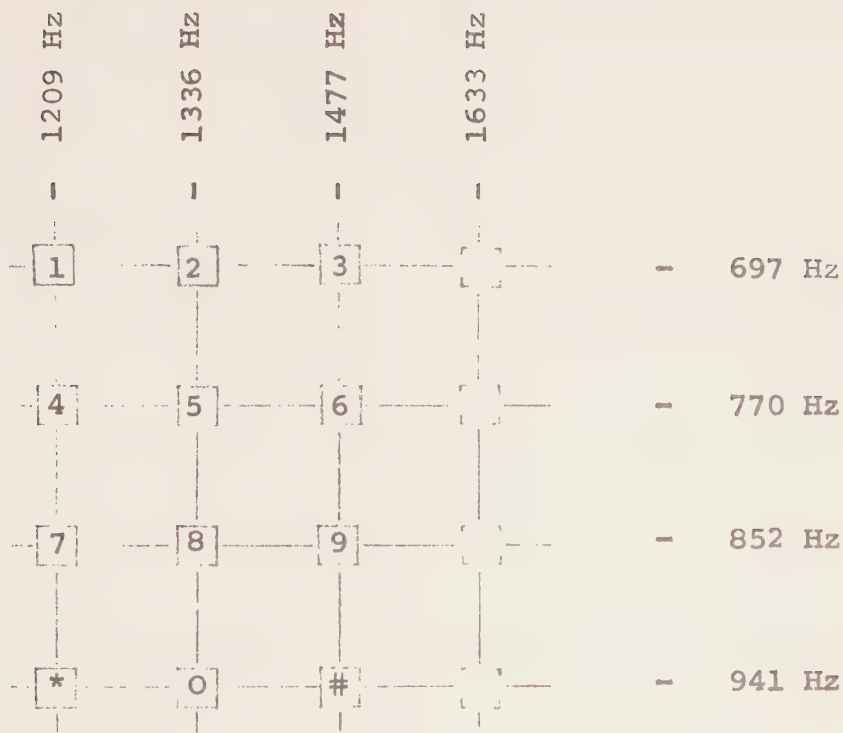 1209 Hz
1336 Hz
1477 Hz
1633 Hz
- - - -
1 2 3 - 697 Hz
4 5 6 - 770 Hz
7 8 9 - 852 Hz
* O # - 941 Hz